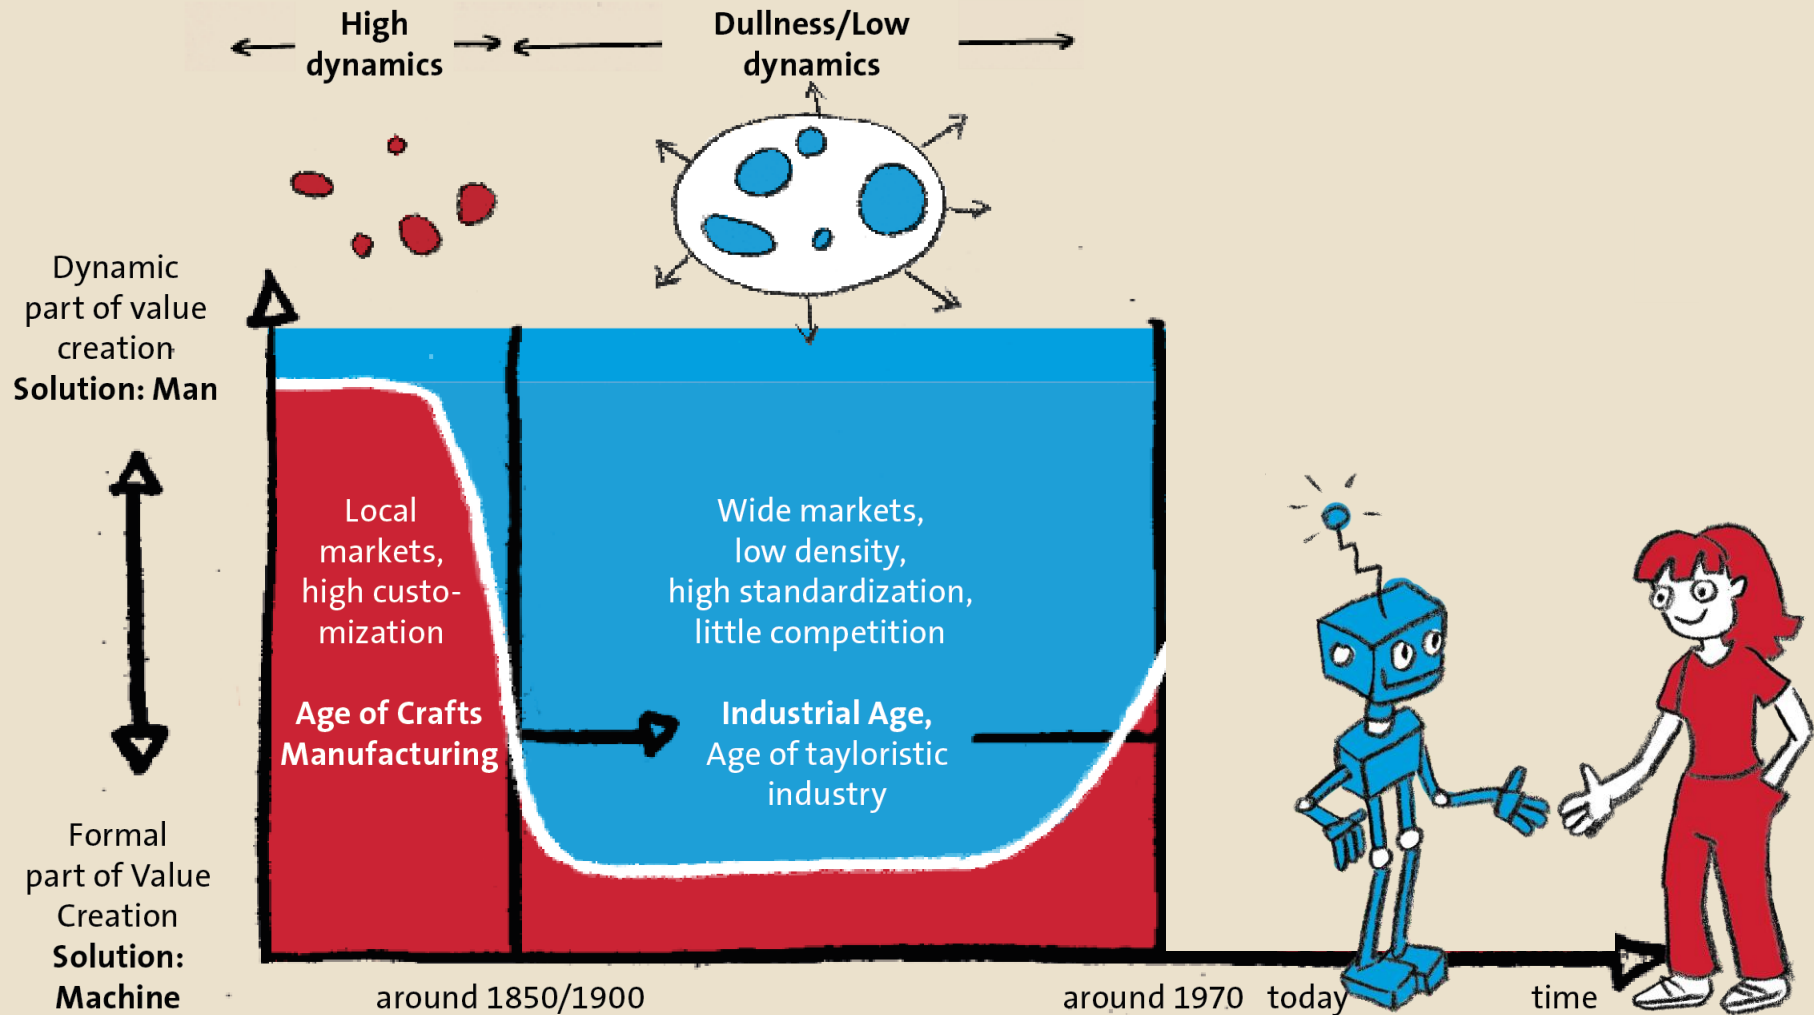 High
dynamics
Dullness/Low
dynamics
Dynamic
part of value
creation
Solution: Man
Local
markets,
high custo-
mization
Age of Crafts
Manufacturing
Wide markets,
low density,
high standardization,
little competition
Industrial Age,
Age of tayloristic
industry
Formal
part of Value
Creation
Solution:
Machine
around 1850/1900
around 1970
today
time